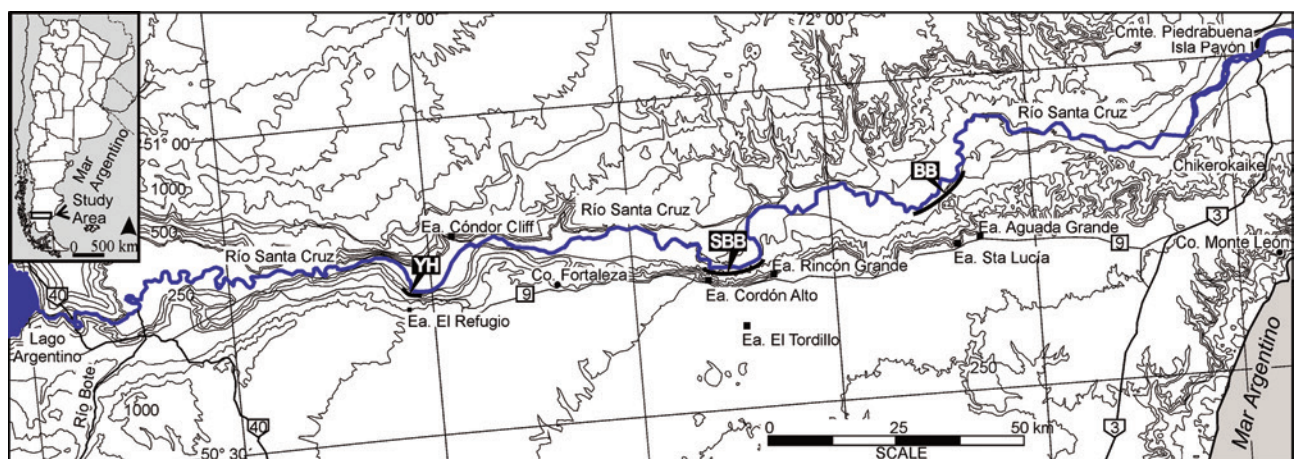 71° 00'
72° 00'
Cmte. Piedrabuena
Isla Pavón
Mar
Argentino
Study
Area
0 500 km
51° 00'
1000
500
Río Santa Cruz
Chikerokaike
BB
Ea. Cóndor Cliff
Río Santa Cruz
SBB
3
Ea. Aguada Grande
9
Río Santa Cruz
YH
Co. Fortaleza
Ea. Rincón Grande
Ea. Sta Lucía
Co. Monte León
40
250
9
Ea. Cordón Alto
Ea. El Refugio
Lago
Argentino
Ea. El Tordillo
250
Río Bote
1000
40
50° 30'
0 25 50 km
SCALE
3
Mar Argentino